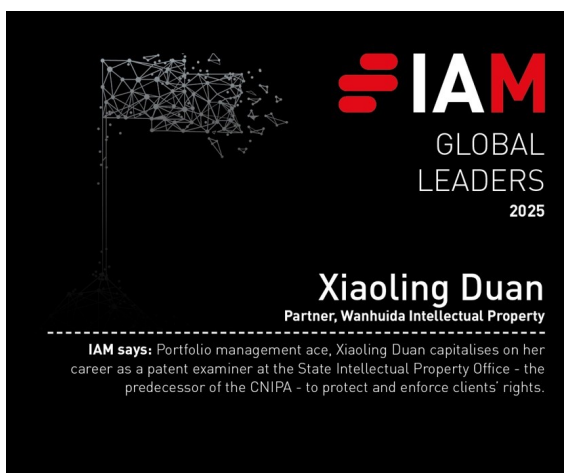 IAM
GLOBAL
LEADERS
2025
Xiaoling Duan
Partner, Wanhuida Intellectual Property
IAM says: Portfolio management ace, Xiaoling Duan capitalises on her
career as a patent examiner at the State Intellectual Property Office - the
predecessor of the CNIPA - to protect and enforce clients' rights.